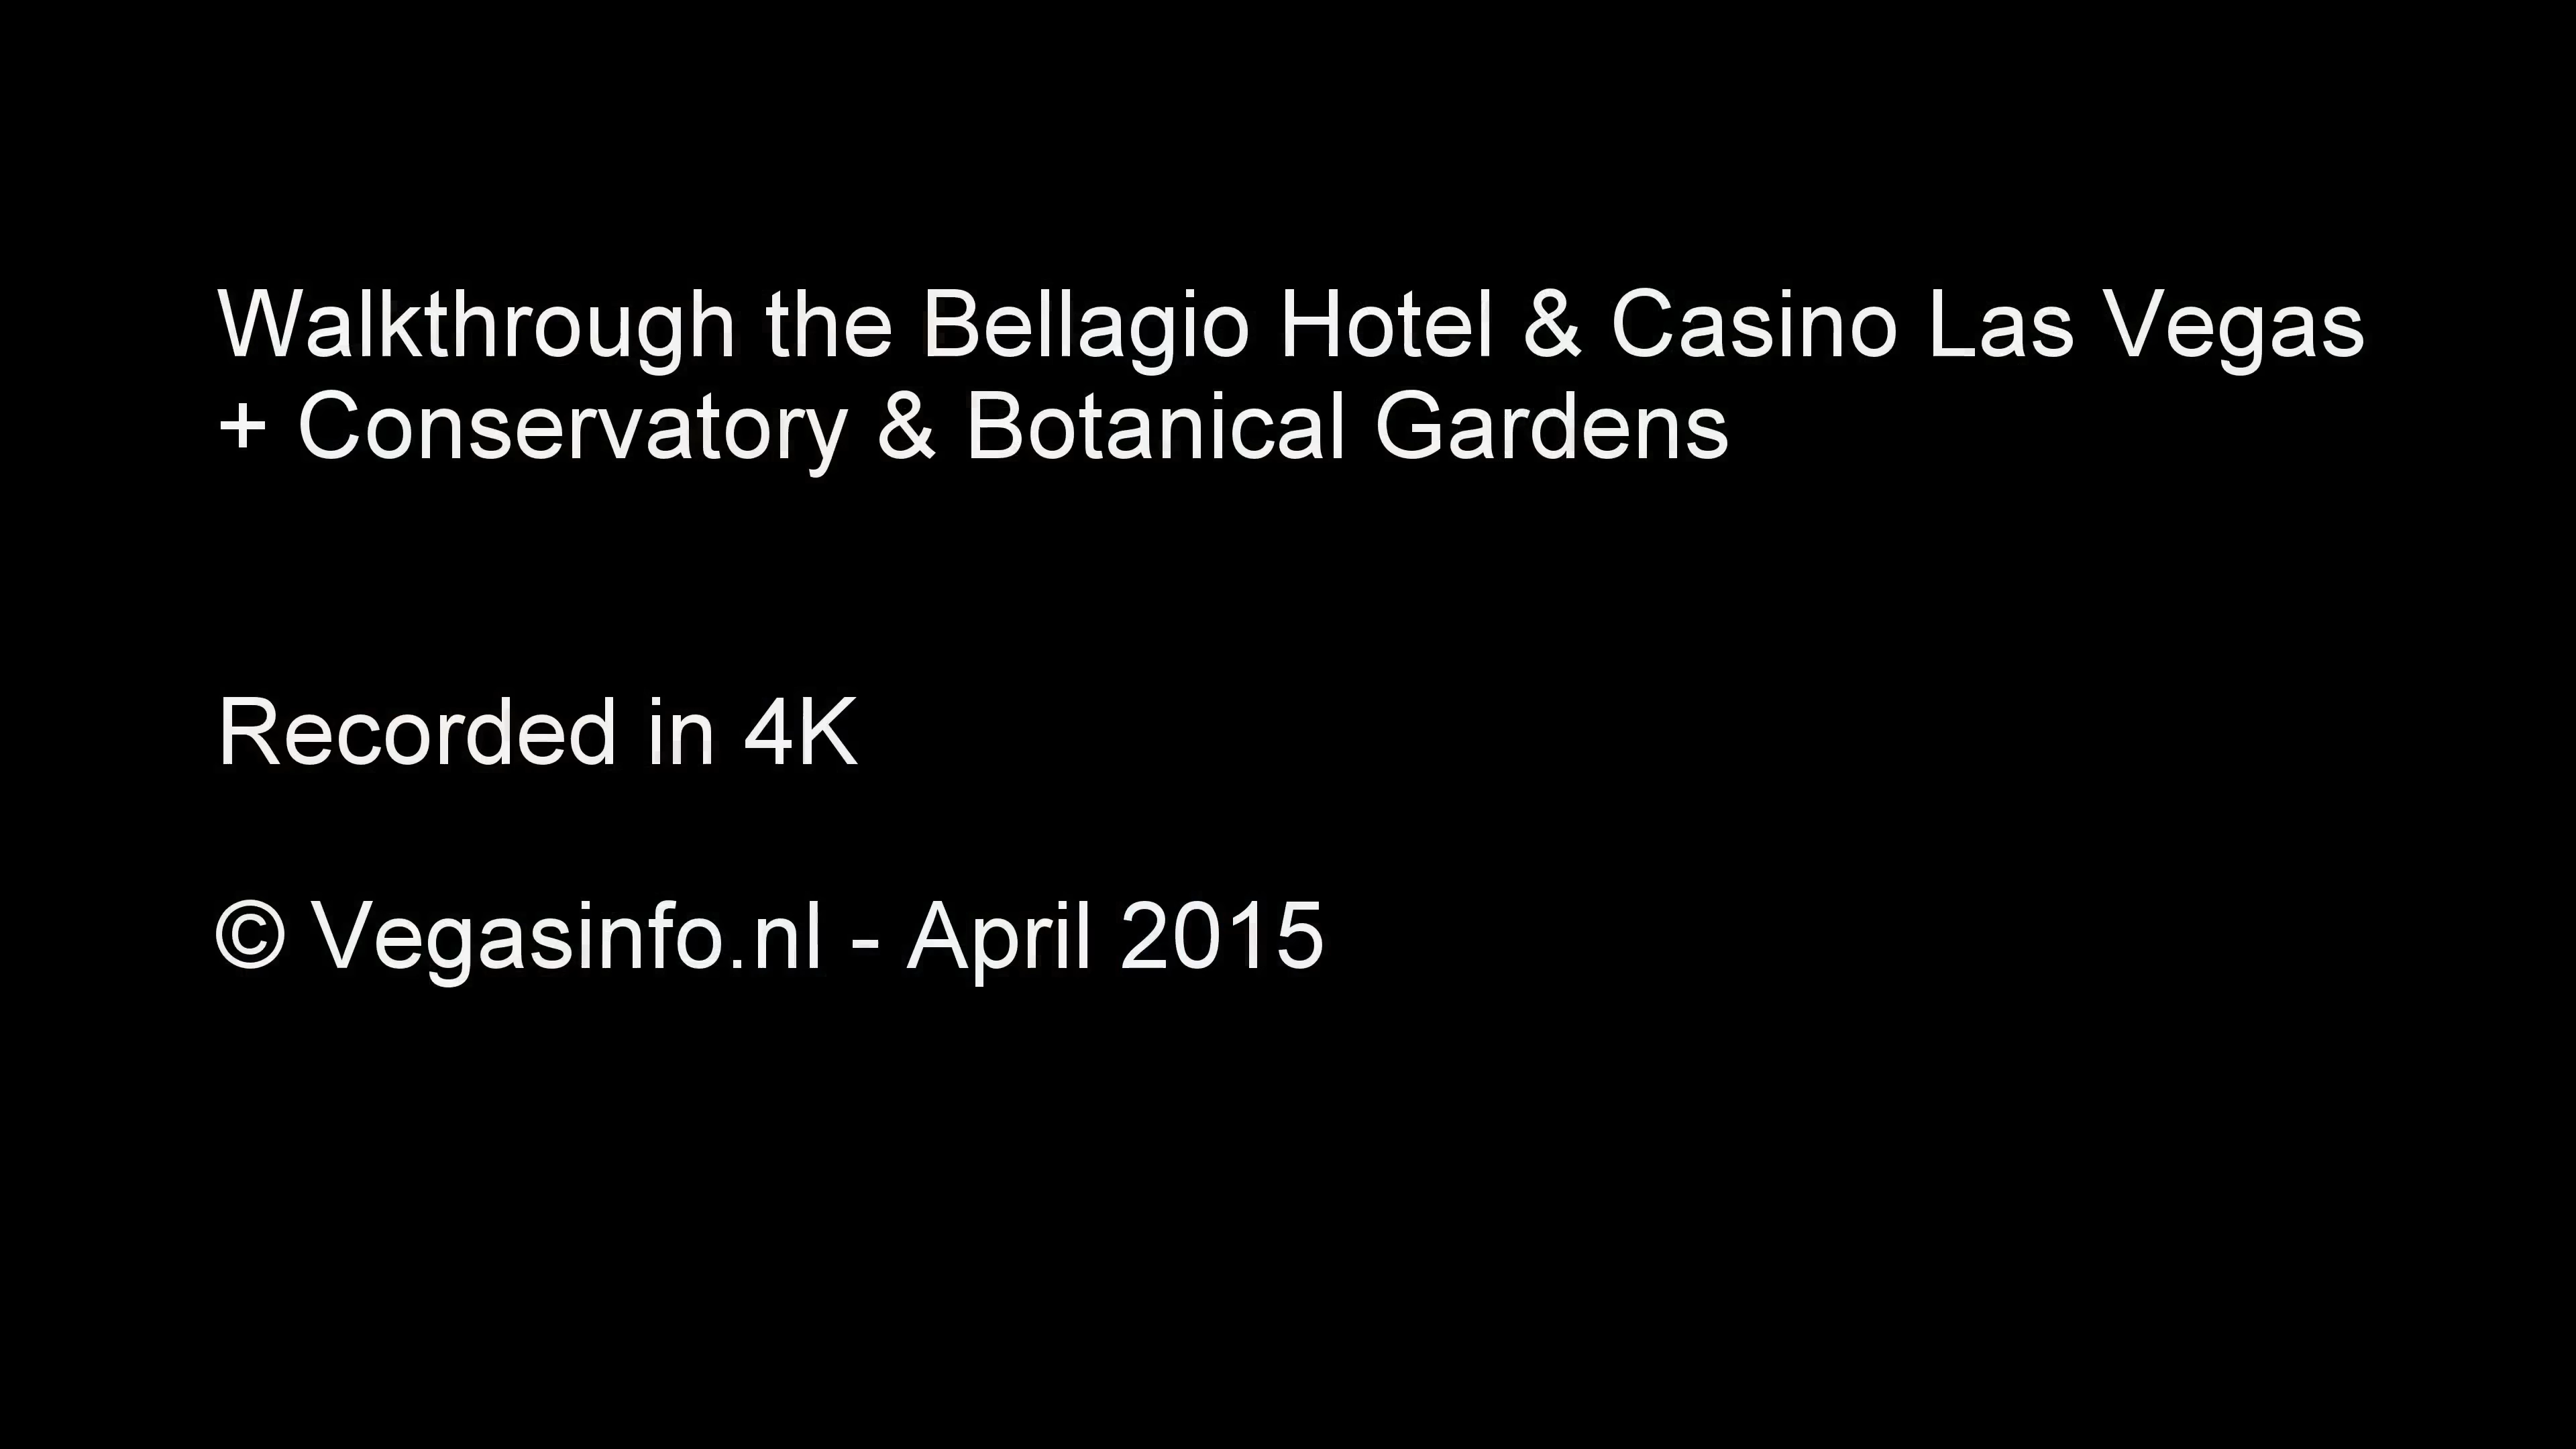 Walkthrough the Bellagio Hotel & Casino Las Vegas
+ Conservatory & Botanical Gardens
Recorded in 4K
© Vegasinfo.nl - April 2015